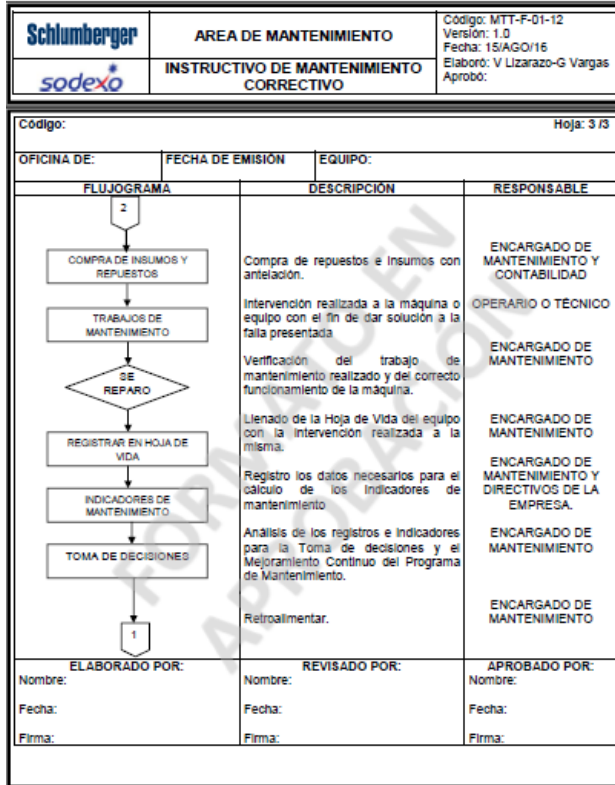 Schlumberger
sodexo
AREA DE MANTENIMIENTO
INSTRUCTIVO DE MANTENIMIENTO
CORRECTIVO
Código: MTT-F-01-12
Versión: 1.0
Fecha: 15/AGO/16
Elaboró: V Lizarazo-G Vargas
Aprobó:
Código:
Hoja: 3 /3
OFICINA DE:
FECHA DE EMISIÓN
EQUIPO:
FLUJOGRAMA
DESCRIPCIÓN
RESPONSABLE
2
COMPRA DE INSUMOS Y
REPUESTOS
TRABAJOS DE
MANTENIMIENTO
SE
REPARO
REGISTRAR EN HOJA DE
VIDA
INDICADORES DE
MANTENIMIENTO
TOMA DE DECISIONES
1
Compra de repuestos e insumos con
antelación.
Intervención realizada a la máquina o
equipo con el fin de dar solución a la
falla presentada
Verificación del trabajo de
mantenimiento realizado y del correcto
funcionamiento de la máquina.
Llenado de la Hoja de Vida del equipo
con la intervención realizada a la
misma.
Registro los datos necesarios para el
cálculo de los indicadores de
mantenimiento
Análisis de los registros e indicadores
para la Toma de decisiones y el
Mejoramiento Continuo del Programa
de Mantenimiento.
Retroalimentar.
ENCARGADO DE
MANTENIMIENTO Y
CONTABILIDAD
OPERARIO O TÉCNICO
ENCARGADO DE
MANTENIMIENTO
ENCARGADO DE
MANTENIMIENTO
ENCARGADO DE
MANTENIMIENTO Y
DIRECTIVOS DE LA
EMPRESA.
ENCARGADO DE
MANTENIMIENTO
ENCARGADO DE
MANTENIMIENTO
FORMATO EN
APROBACIÓN
ELABORADO POR:
Nombre:
Fecha:
Firma:
REVISADO POR:
Nombre:
Fecha:
Firma:
APROBADO POR:
Nombre:
Fecha:
Firma: